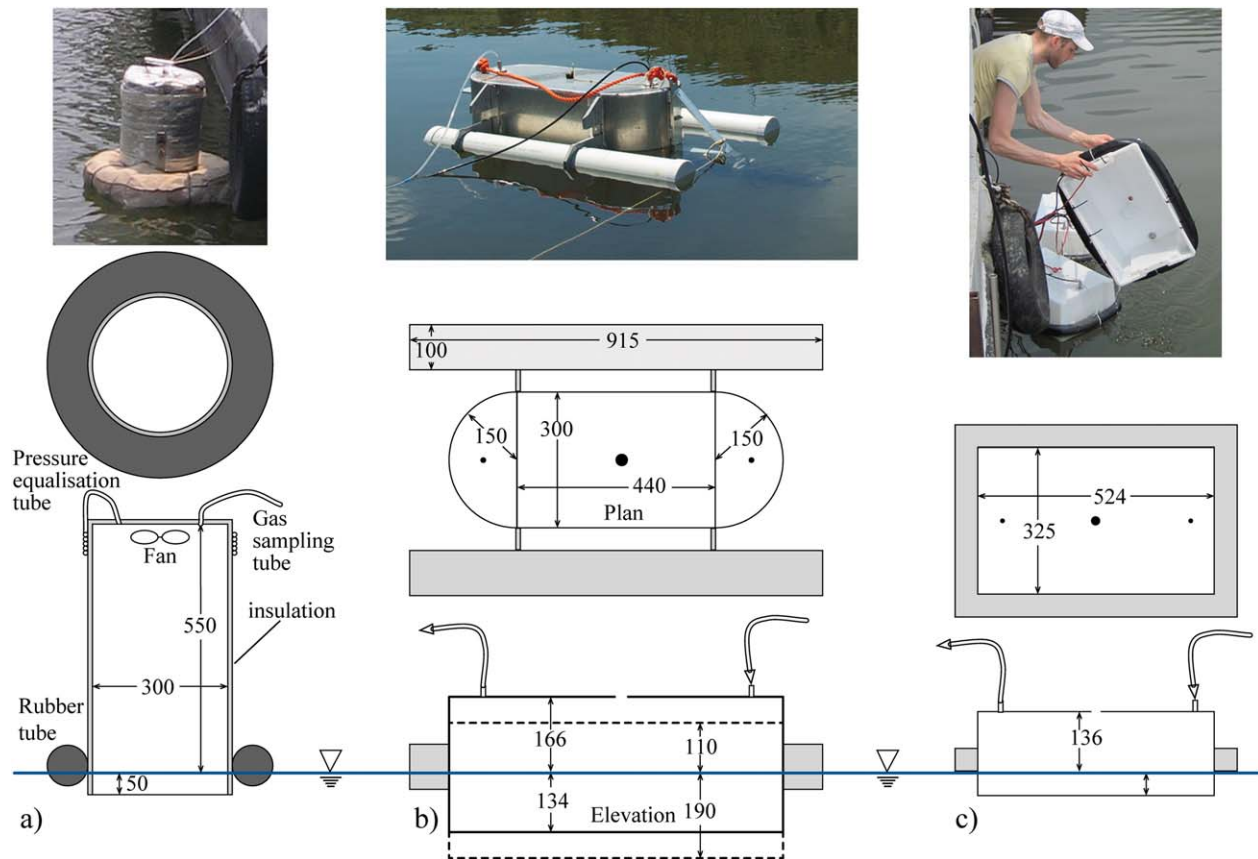 915
100
150
300
150
440
Plan
Pressure
equalisation
tube
Fan
Gas
sampling
tube
insulation
550
300
Rubber
tube
50
a)
166
110
134
Elevation
190
b)
524
325
136
c)